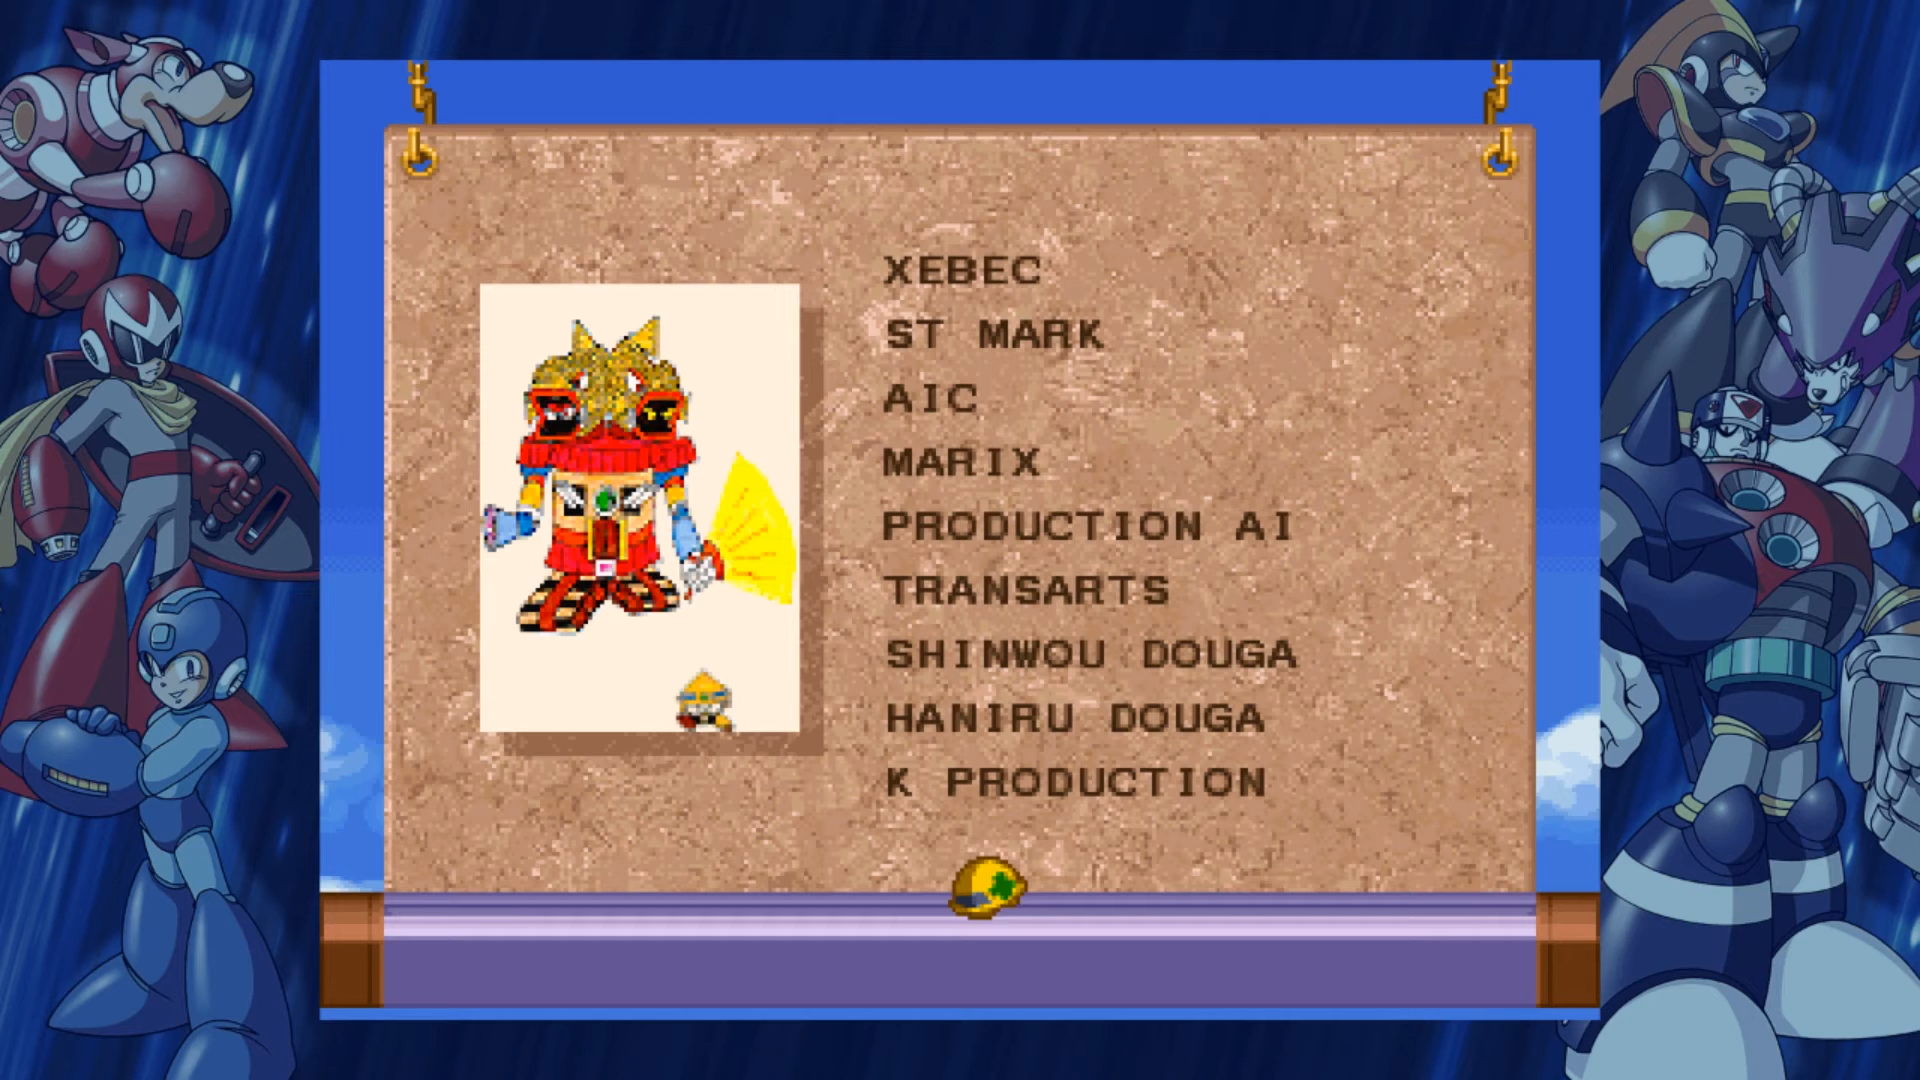 XEBEC
ST MARK
AIC
MARIX
PRODUCTION AI
TRANSARTS
SHINWOU DOUGA
HANIRU DOUGA
K PRODUCTION